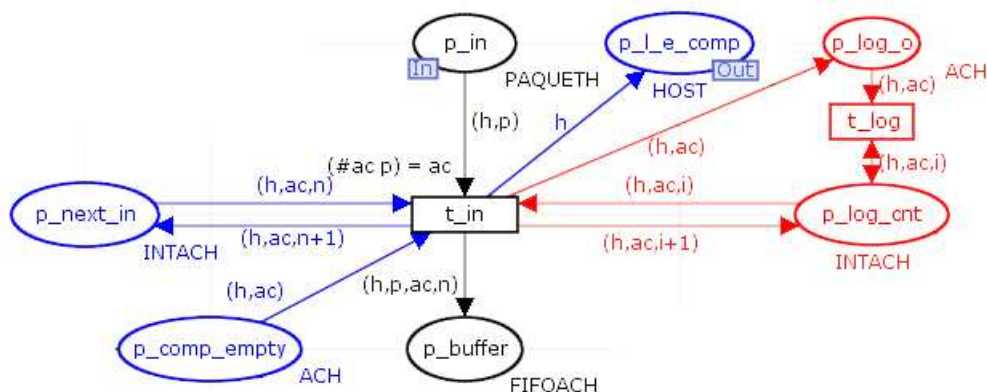 p_in
In
PAQUETH
p_l_e_comp
Out
HOST
p_log_o
ACH
(h,ac)
t_log
(h,p)
h
(h,ac)
(h,ac,i)
(#ac p) = ac
(h,ac,n)
(h,ac,i)
p_next_in
t_in
p_log_cnt
(h,ac,n+1)
(h,ac,i+1)
INTACH
INTACH
(h,ac)
(h,p,ac,n)
p_comp_empty
p_buffer
ACH
FIFOACH